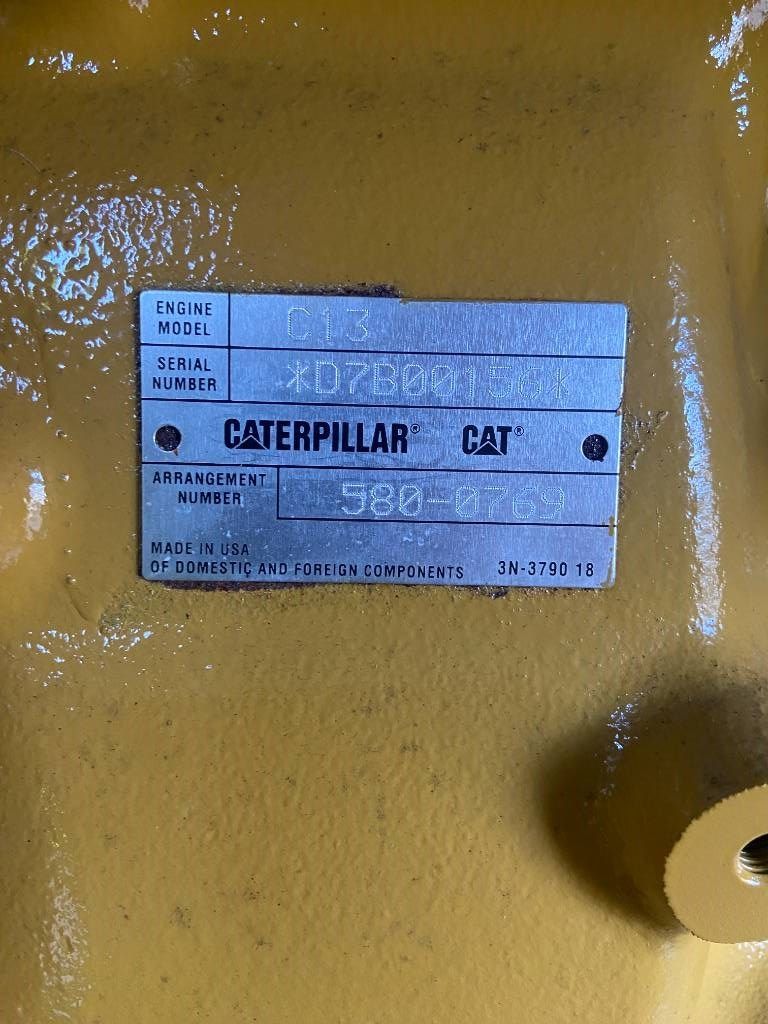 ENGINE MODEL C13
SERIAL NUMBER *D7B00156*
CATERPILLAR® CAT®
ARRANGEMENT NUMBER 580-0769
MADE IN USA
OF DOMESTIC AND FOREIGN COMPONENTS 3N-3790 18